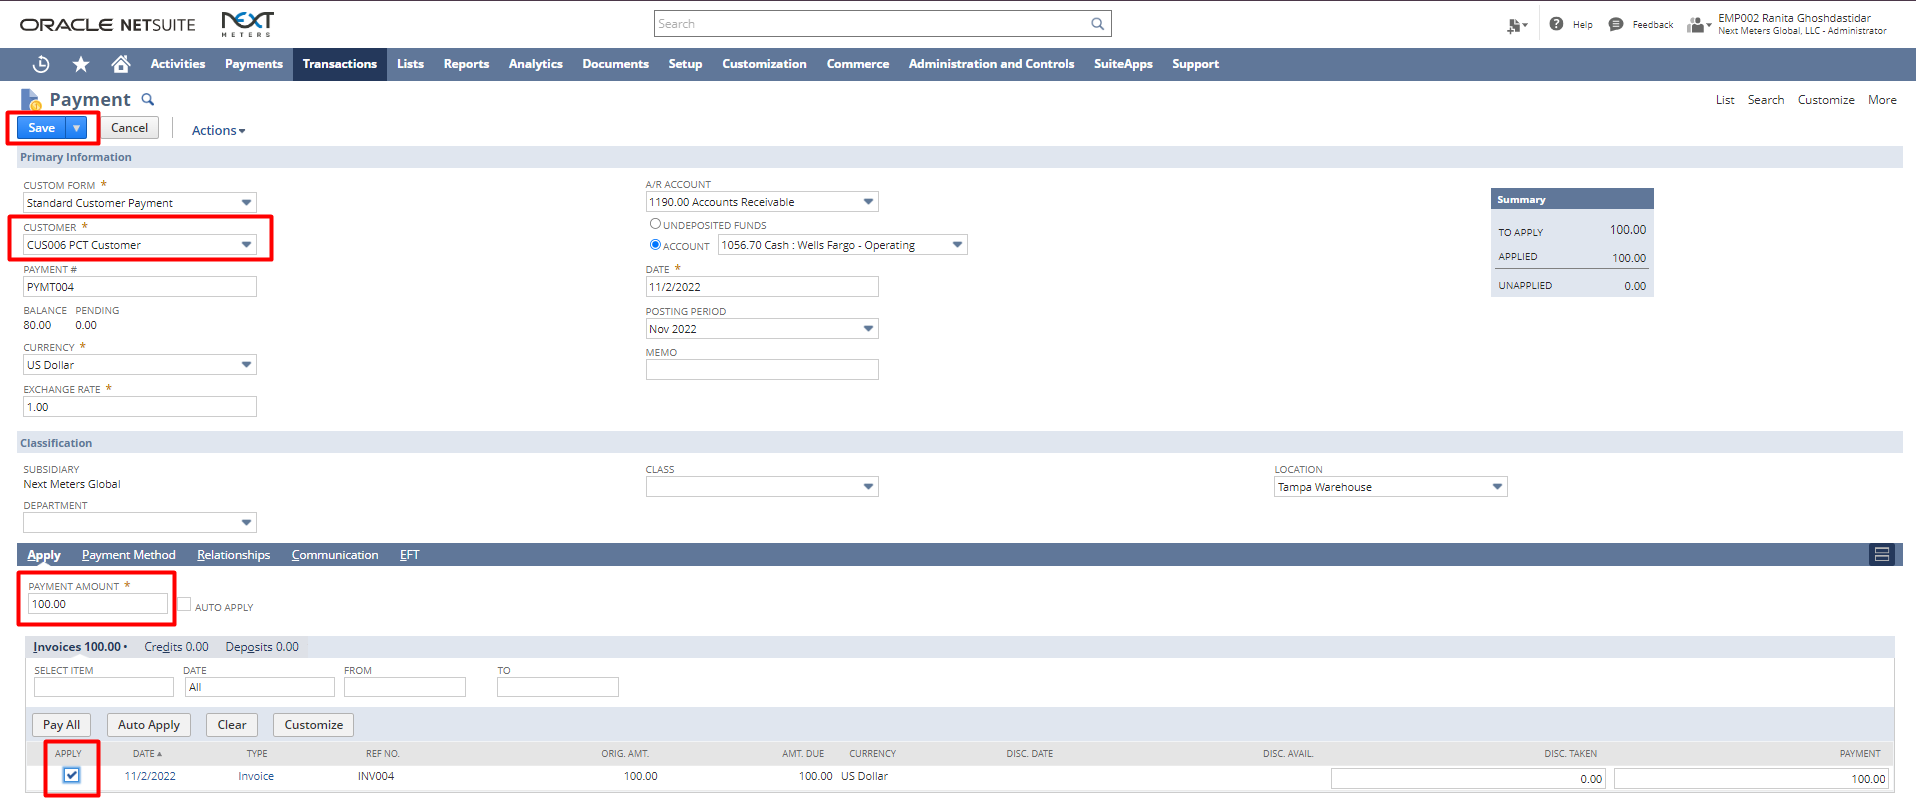 ORACLE NETSUITE NEXT METERS
Search
Help Feedback EMP002 Ranita Ghoshdastidar
Next Meters Global, LLC - Administrator
Activities Payments Transactions Lists Reports Analytics Documents Setup Customization Commerce Administration and Controls SuiteApps Support
Payment
List Search Customize More
Save Cancel Actions
Primary Information
CUSTOM FORM *
Standard Customer Payment
CUSTOMER *
CUS006 PCT Customer
PAYMENT #
PYMT004
BALANCE PENDING
80.00 0.00
CURRENCY *
US Dollar
EXCHANGE RATE *
1.00
A/R ACCOUNT
1190.00 Accounts Receivable
UNDEPOSITED FUNDS
ACCOUNT 1056.70 Cash : Wells Fargo - Operating
DATE *
11/2/2022
POSTING PERIOD
Nov 2022
MEMO
Summary
TO APPLY 100.00
APPLIED 100.00
UNAPPLIED 0.00
Classification
SUBSIDIARY
Next Meters Global
DEPARTMENT
CLASS
LOCATION
Tampa Warehouse
Apply Payment Method Relationships Communication EFT
PAYMENT AMOUNT *
100.00
AUTO APPLY
Invoices 100.00 • Credits 0.00 Deposits 0.00
SELECT ITEM DATE FROM TO
All
Pay All Auto Apply Clear Customize
APPLY DATE TYPE REF NO. ORIG. AMT. AMT. DUE CURRENCY DISC. DATE DISC. AVAIL. DISC. TAKEN PAYMENT
11/2/2022 Invoice INV004 100.00 100.00 US Dollar 0.00 100.00